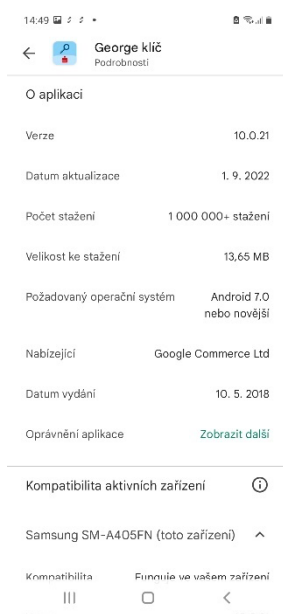 14:49
George klíč
Podrobnosti
O aplikaci
Verze 10.0.21
Datum aktualizace 1. 9. 2022
Počet stažení 1 000 000+ stažení
Velikost ke stažení 13,65 MB
Požadovaný operační systém Android 7.0
nebo novější
Nabízející Google Commerce Ltd
Datum vydání 10. 5. 2018
Oprávnění aplikace Zobrazit další
Kompatibilita aktivních zařízení
Samsung SM-A405FN (toto zařízení)
Kompatibilita Funguje ve vašem zařízení